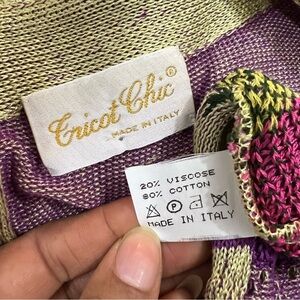 Tricot Chic®
MADE IN ITALY
20% VISCOSE
80% COTTON
P
MADE IN ITALY